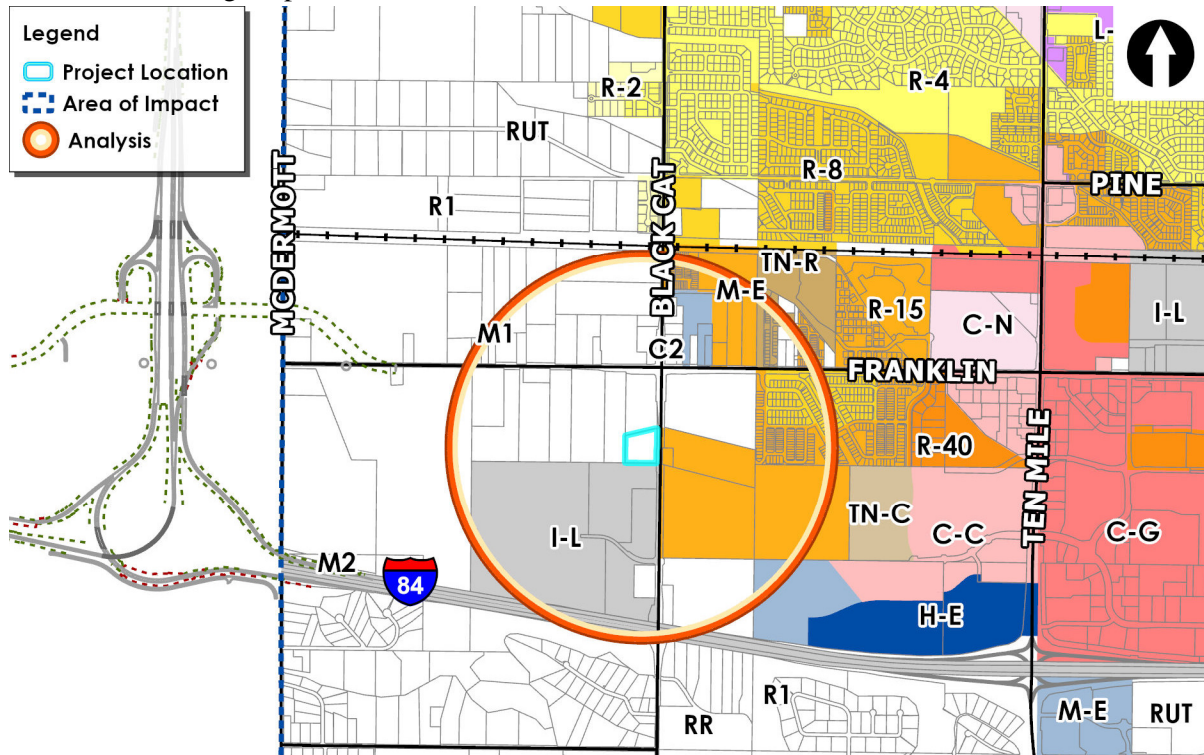 Legend
Project Location
Area of Impact
Analysis
L-
R-4
R-2
RUT
R-8
PINE
R1
MCDERMOTT
BLACK CAT
TN-R
M-E
R-15
C-N
I-L
M1
C2
FRANKLIN
R-40
TEN MILE
I-L
TN-C
C-C
C-G
M2
84
H-E
R1
RR
M-E
RUT